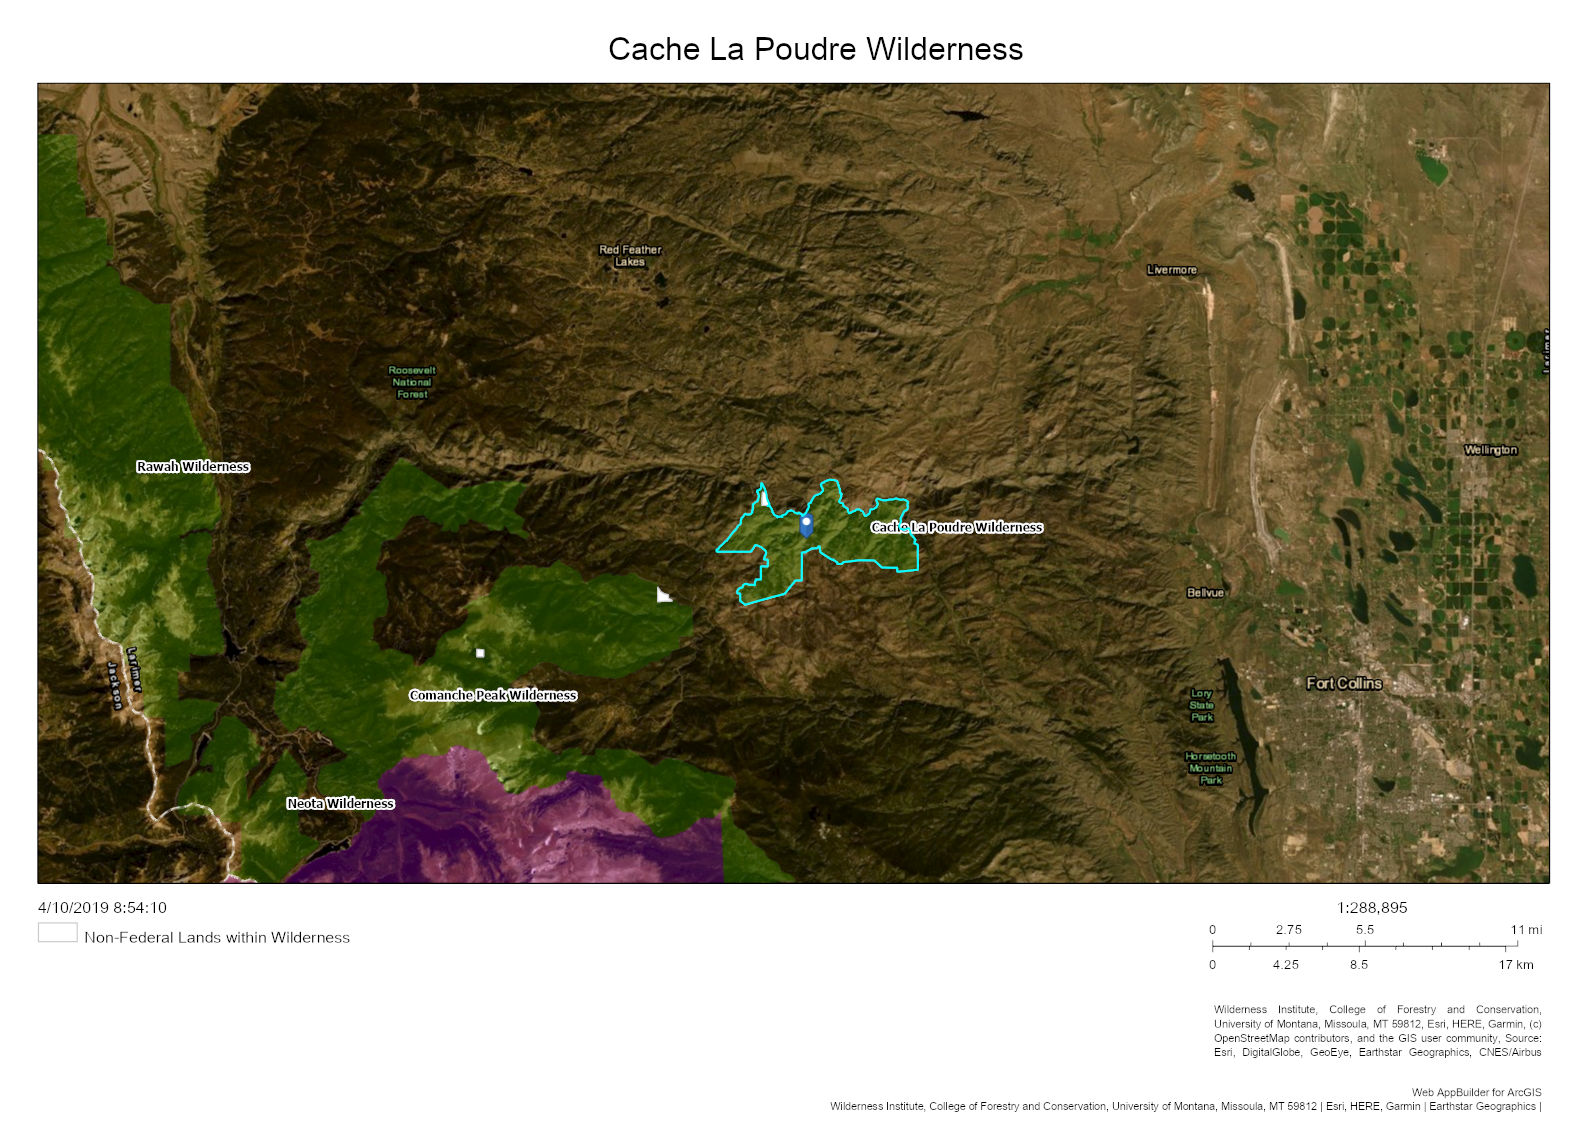 Cache La Poudre Wilderness
Red Feather
Lakes
Livermore
Larimer
Roosevelt
National
Forest
Wellington
Rawah Wilderness
Cache La Poudre Wilderness
Bellvue
Larimer
Jackson
Fort Collins
Comanche Peak Wilderness
Lory
State
Park
Horsetooth
Mountain
Park
Neota Wilderness
4/10/2019 8:54:10
1:288,895
0 2.75 5.5 11 mi
Non-Federal Lands within Wilderness
0 4.25 8.5 17 km
Wilderness Institute, College of Forestry and Conservation,
University of Montana, Missoula, MT 59812, Esri, HERE, Garmin, (c)
OpenStreetMap contributors, and the GIS user community, Source:
Esri, DigitalGlobe, GeoEye, Earthstar Geographics, CNES/Airbus
Web AppBuilder for ArcGIS
Wilderness Institute, College of Forestry and Conservation, University of Montana, Missoula, MT 59812 | Esri, HERE, Garmin | Earthstar Geographics |